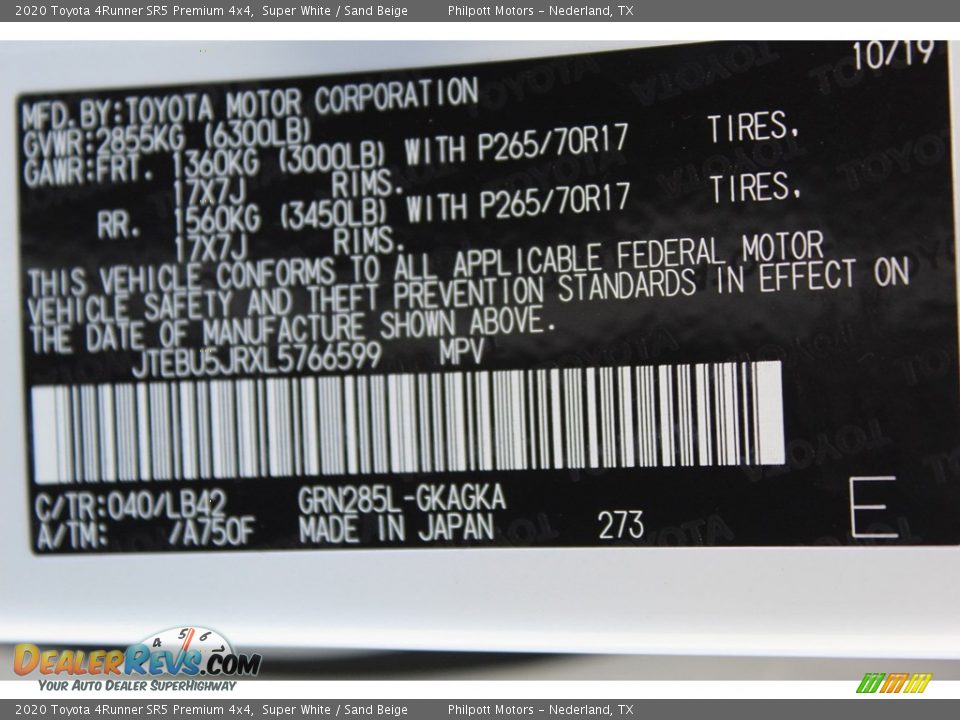 2020 Toyota 4Runner SR5 Premium 4x4, Super White / Sand Beige Philpott Motors - Nederland, TX
10/19
MFD.BY:TOYOTA MOTOR CORPORATION
GVWR:2855KG (6300LB)
GAWR:FRT. 1360KG (3000LB) WITH P265/70R17 TIRES,
17X7J RIMS.
RR. 1560KG (3450LB) WITH P265/70R17 TIRES,
17X7J RIMS.
THIS VEHICLE CONFORMS TO ALL APPLICABLE FEDERAL MOTOR
VEHICLE SAFETY AND THEFT PREVENTION STANDARDS IN EFFECT ON
THE DATE OF MANUFACTURE SHOWN ABOVE.
JTEBU5JRXL5766599 MPV
C/TR:040/LB42 GRN285L-GKAGKA
A/TM: /A750F MADE IN JAPAN 273 E
4 5 6
DEALERREVS.COM
YOUR AUTO DEALER SUPERHIGHWAY
2020 Toyota 4Runner SR5 Premium 4x4, Super White / Sand Beige Philpott Motors - Nederland, TX